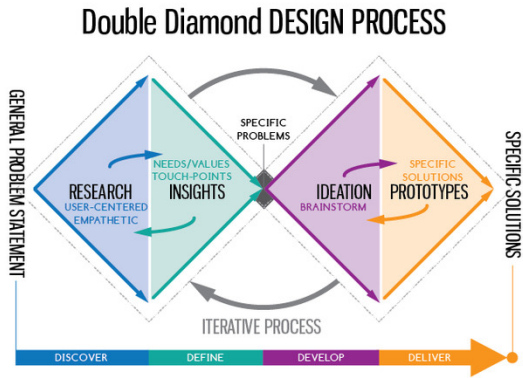 Double Diamond DESIGN PROCESS
GENERAL PROBLEM STATEMENT
SPECIFIC
PROBLEMS
NEEDS/VALUES
TOUCH-POINTS
RESEARCH
INSIGHTS
USER-CENTERED
EMPATHETIC
SPECIFIC
SOLUTIONS
IDEATION
PROTOTYPES
BRAINSTORM
SPECIFIC SOLUTIONS
ITERATIVE PROCESS
DISCOVER
DEFINE
DEVELOP
DELIVER